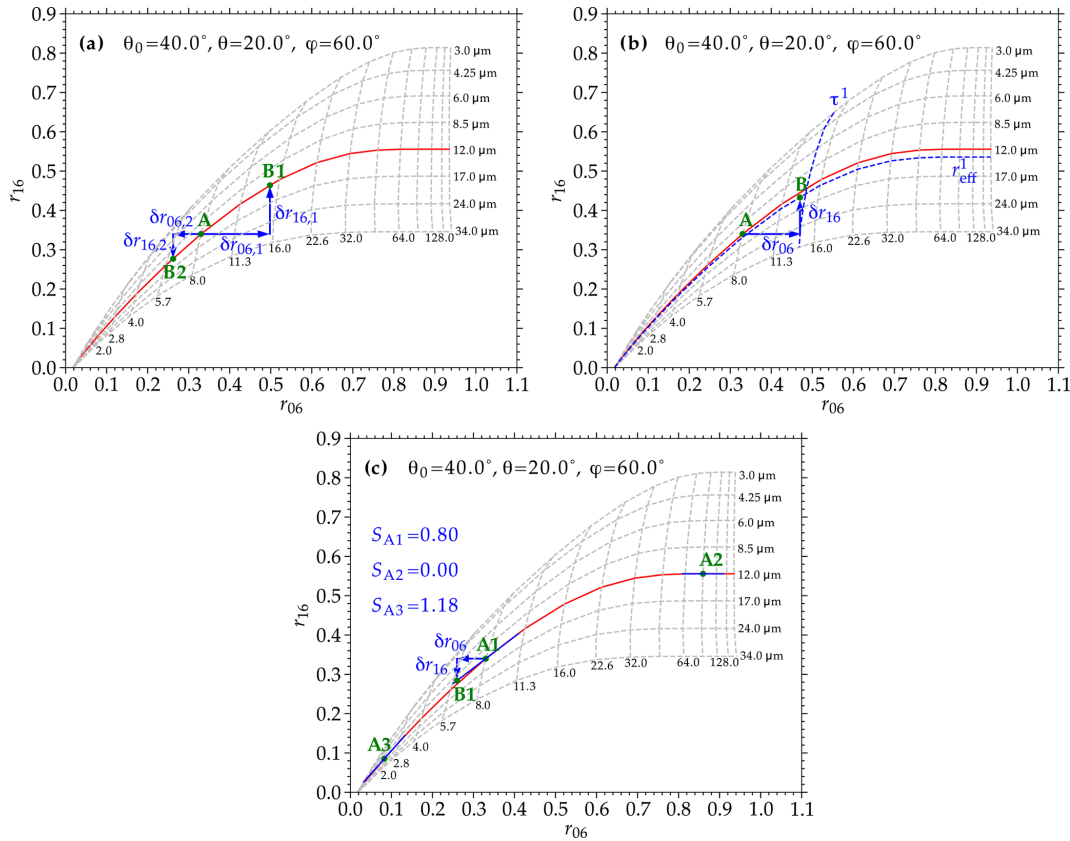 (a) θ0=40.0°, θ=20.0°, φ=60.0°
0.9
0.8
0.7
0.6
0.5
0.4
0.3
0.2
0.1
0.0
r16
3.0 µm
4.25 µm
6.0 µm
8.5 µm
12.0 µm
17.0 µm
24.0 µm
34.0 µm
B1
A
B2
δr06,2
δr16,1
δr16,2
δr06,1
2.0
2.8
4.0
5.7
8.0
11.3
16.0
22.6
32.0
64.0
128.0
0.0 0.1 0.2 0.3 0.4 0.5 0.6 0.7 0.8 0.9 1.0 1.1
r06
(b) θ0=40.0°, θ=20.0°, φ=60.0°
0.9
0.8
0.7
0.6
0.5
0.4
0.3
0.2
0.1
0.0
r16
3.0 µm
4.25 µm
6.0 µm
8.5 µm
12.0 µm
17.0 µm
24.0 µm
34.0 µm
τ1
r1eff
B
A
δr16
δr06
2.0
2.8
4.0
5.7
8.0
11.3
16.0
22.6
32.0
64.0
128.0
0.0 0.1 0.2 0.3 0.4 0.5 0.6 0.7 0.8 0.9 1.0 1.1
r06
(c) θ0=40.0°, θ=20.0°, φ=60.0°
0.9
0.8
0.7
0.6
0.5
0.4
0.3
0.2
0.1
0.0
r16
3.0 µm
4.25 µm
6.0 µm
8.5 µm
12.0 µm
17.0 µm
24.0 µm
34.0 µm
SA1=0.80
SA2=0.00
SA3=1.18
A2
δr06
A1
δr16
B1
A3
2.0
2.8
4.0
5.7
8.0
11.3
16.0
22.6
32.0
64.0
128.0
0.0 0.1 0.2 0.3 0.4 0.5 0.6 0.7 0.8 0.9 1.0 1.1
r06